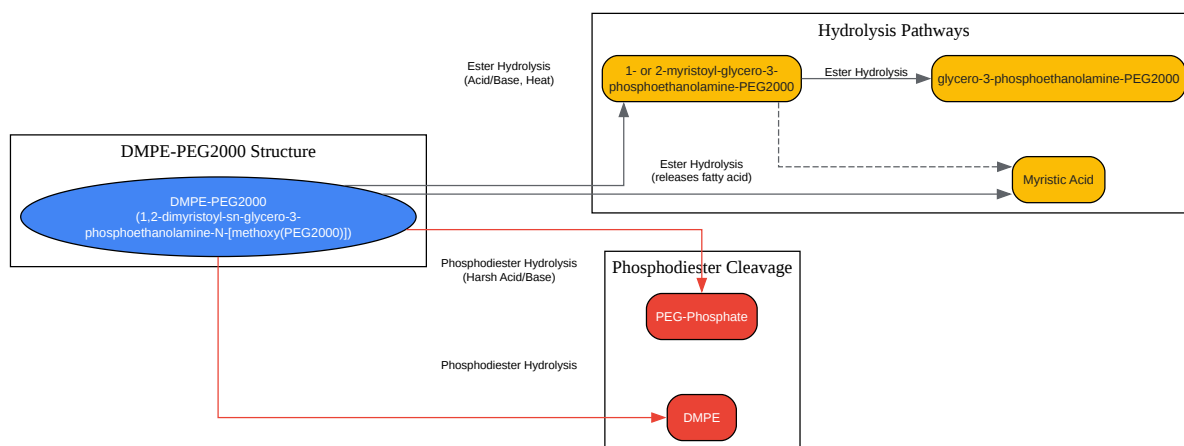 Hydrolysis Pathways
Ester Hydrolysis
(Acid/Base, Heat)
1- or 2-myristoyl-glycero-3-
phosphoethanolamine-PEG2000
Ester Hydrolysis
glycero-3-phosphoethanolamine-PEG2000
DMPE-PEG2000 Structure
Ester Hydrolysis
(releases fatty acid)
Myristic Acid
DMPE-PEG2000
(1,2-dimyristoyl-sn-glycero-3-
phosphoethanolamine-N-[methoxy(PEG2000)])
Phosphodiester Hydrolysis
(Harsh Acid/Base)
Phosphodiester Cleavage
PEG-Phosphate
Phosphodiester Hydrolysis
DMPE